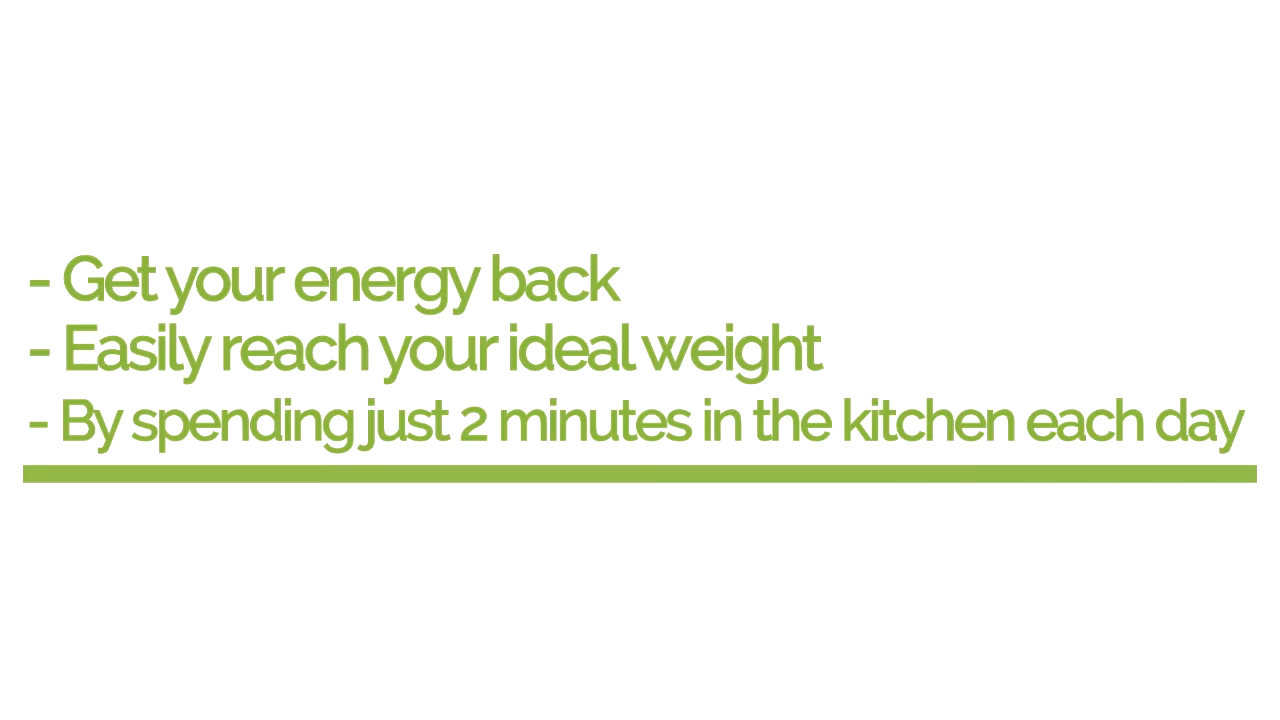 - Get your energy back
- Easily reach your ideal weight
- By spending just 2 minutes in the kitchen each day